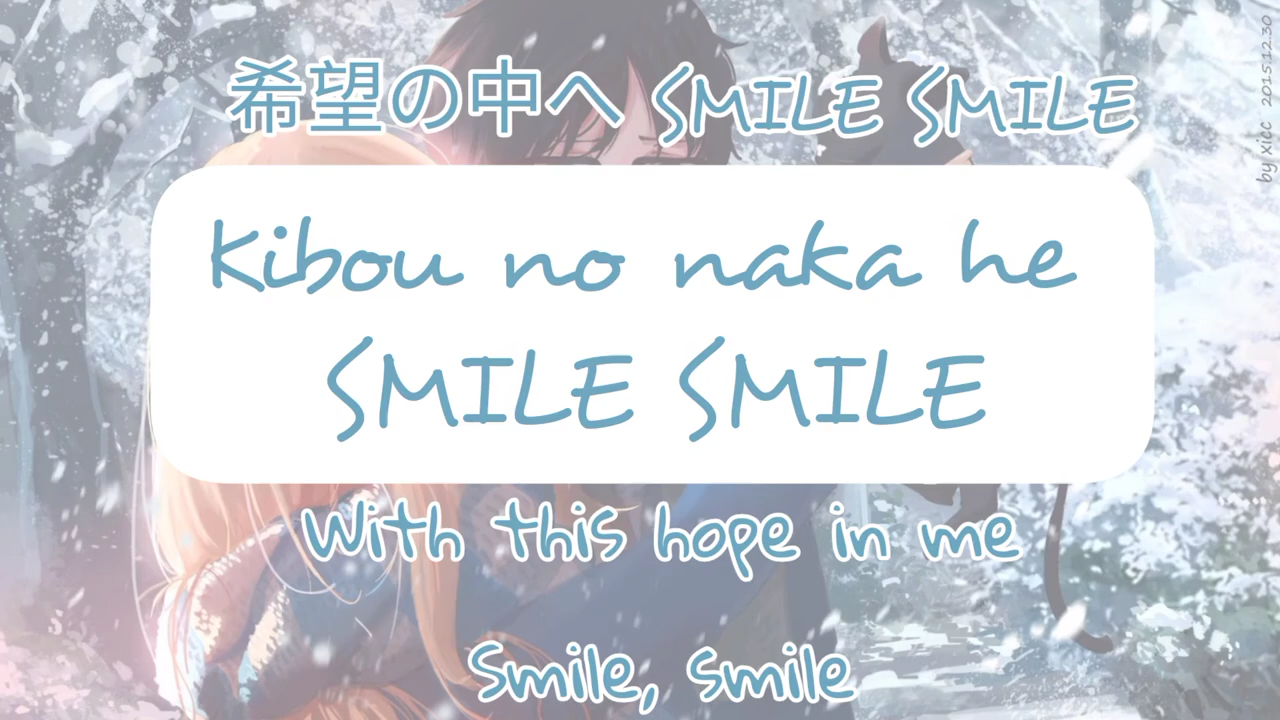 希望の中へ SMILE SMILE
Kibou no naka he
SMILE SMILE
With this hope in me
Smile, smile
by xicc 2015.12.30